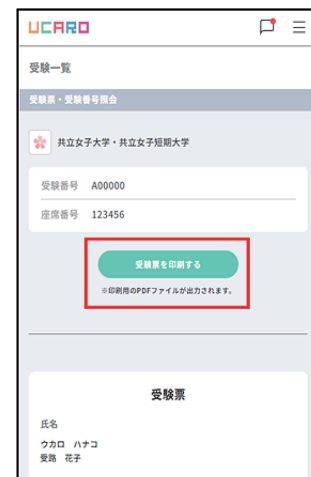 UCARO
受験一覧
受験票・受験番号照会
共立女子大学・共立女子短期大学
受験番号 A00000
座席番号 123456
受験票を印刷する
※印刷用のPDFファイルが出力されます。
受験票
氏名
ウカロ ハナコ
受路 花子